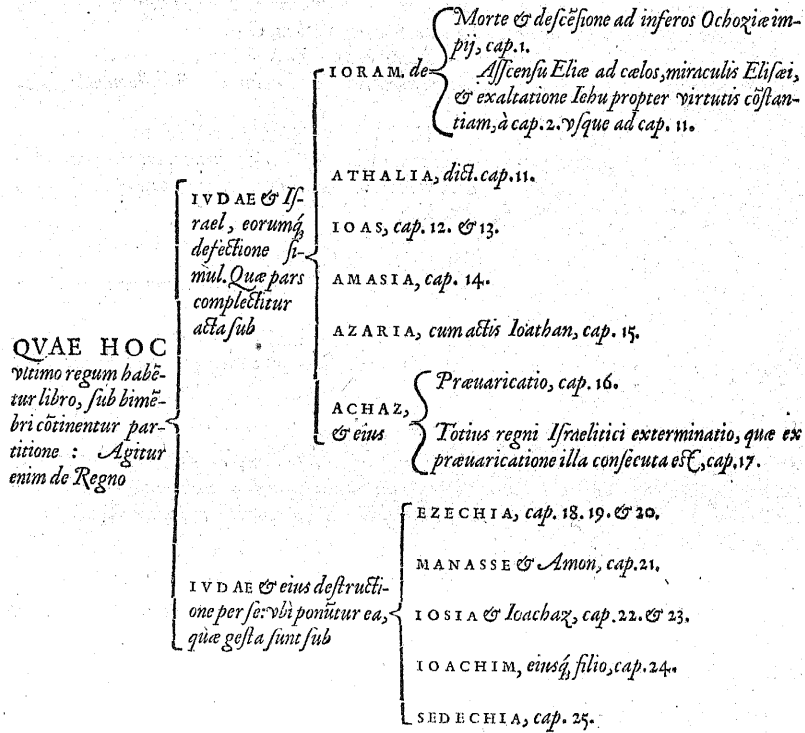 QVAE HOC
vltimo regum habē-
tur libro, sub bimē-
bri cōtinentur par-
titione : Agitur
enim de Regno
IVDAE & Is-
rael, eorumq́;
defectione si-
mul. Quæ pars
complectitur
acta sub
IORAM. de
Morte & descēsione ad inferos Ochoziæ im-
pij, cap.1.
Asscensu Eliæ ad cælos, miraculis Elisæi,
& exaltatione Iehu propter virtutis cōstan-
tiam, à cap. 2. vsque ad cap. 11.
ATHALIA, dict. cap. 11.
IOAS, cap. 12. & 13.
AMASIA, cap. 14.
AZARIA, cum actis Ioathan, cap. 15.
ACHAZ,
& eius
Præuaricatio, cap. 16.
Totius regni Israelitici exterminatio, quæ ex
præuaricatione illa consecuta est, cap. 17.
IVDAE & eius destructi-
one per se: vbi ponūtur ea,
quæ gesta sunt sub
EZECHIA, cap. 18. 19. & 20.
MANASSE & Amon, cap. 21.
IOSIA & Ioachaz, cap. 22. & 23.
IOACHIM, eiusq́; filio, cap. 24.
SEDECHIA, cap. 25.